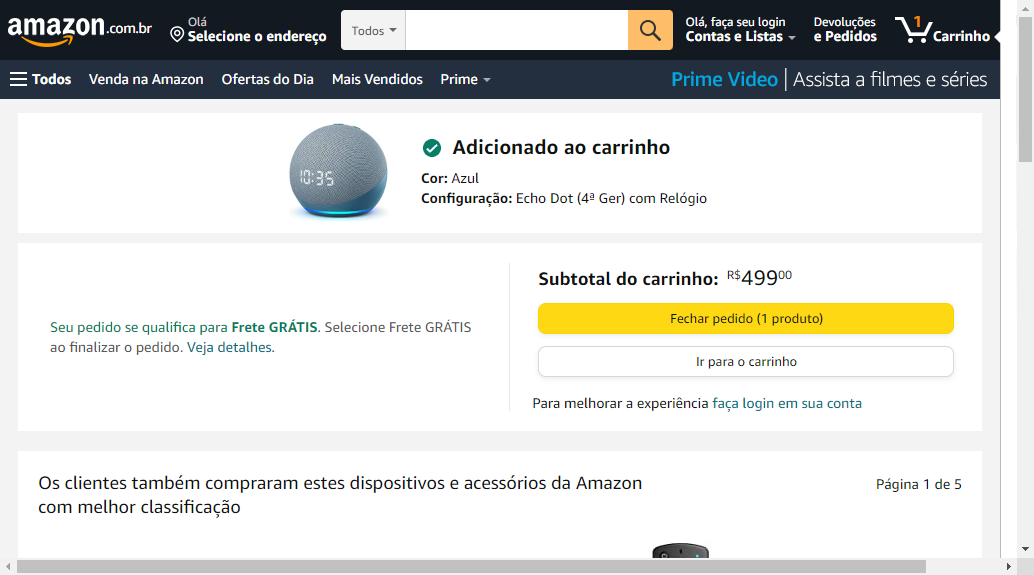 amazon.com.br
Olá
Selecione o endereço
Todos
Olá, faça seu login
Contas e Listas
Devoluções
e Pedidos
1
Carrinho
Todos
Venda na Amazon
Ofertas do Dia
Mais Vendidos
Prime
Prime Video | Assista a filmes e séries
10:35
Adicionado ao carrinho
Cor: Azul
Configuração: Echo Dot (4ª Ger) com Relógio
Seu pedido se qualifica para Frete GRÁTIS. Selecione Frete GRÁTIS
ao finalizar o pedido. Veja detalhes.
Subtotal do carrinho: R$49900
Fechar pedido (1 produto)
Ir para o carrinho
Para melhorar a experiência faça login em sua conta
Os clientes também compraram estes dispositivos e acessórios da Amazon
com melhor classificação
Página 1 de 5